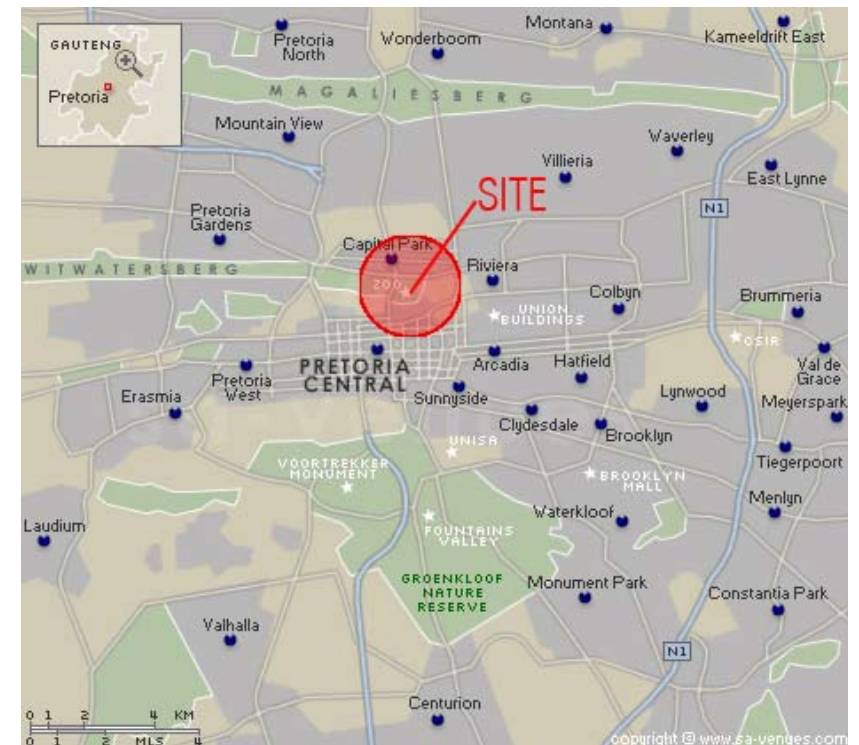 GAUTENG
Pretoria
Pretoria
North
Wonderboom
Montana
Kameeldrift East
MAGALIESBERG
Mountain View
Waverley
Villieria
East Lynne
SITE
N1
Pretoria
Gardens
Capital Park
WITWATERSBERG
Riviera
ZOO
Colbyn
Brummeria
UNION
BUILDINGS
CSIR
PRETORIA
CENTRAL
Arcadia
Hatfield
Val de
Grace
Pretoria
West
Erasmia
Sunnyside
Lynwood
Meyerspark
Clydesdale
Brooklyn
UNISA
VOORTREKKER
MONUMENT
BROOKLYN
MALL
Tiegerpoort
Menlyn
Waterkloof
Laudium
FOUNTAINS
VALLEY
GROENKLOOF
NATURE
RESERVE
Monument Park
Constantia Park
Valhalla
N1
Centurion
0 1 2 4 KM
0 1 2 MLS 4
copyright @ www.sa-venues.com